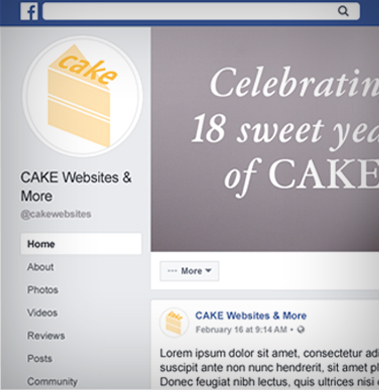 f
cake
Celebratin
18 sweet yea
of CAKE
CAKE Websites &
More
@cakewebsites
Home
About
Photos
Videos
Reviews
Posts
Community
··· More
cake
CAKE Websites & More
February 16 at 9:14 AM ·
Lorem ipsum dolor sit amet, consectetur adi
suscipit ante non nunc hendrerit, sit amet pl
Donec feugiat nibh lectus, quis ultrices nisi